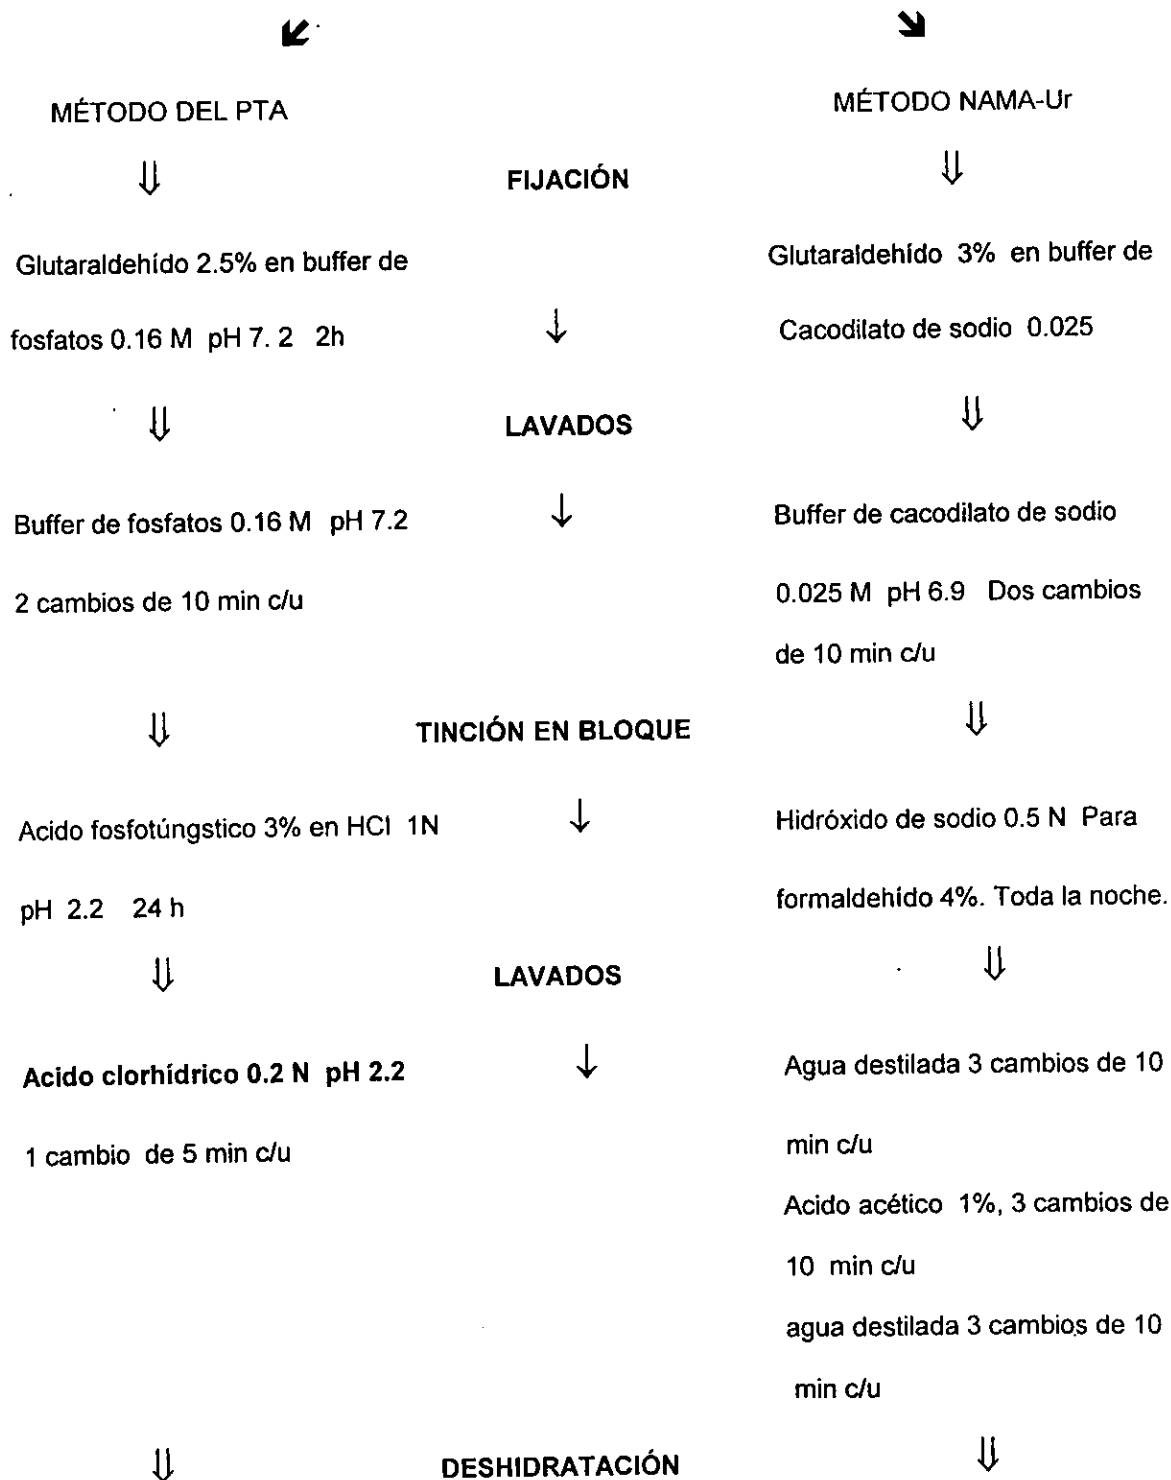 MÉTODO DEL PTA
MÉTODO NAMA-Ur
FIJACIÓN
Glutaraldehído 2.5% en buffer de
fosfatos 0.16 M pH 7. 2 2h
Glutaraldehído 3% en buffer de
Cacodilato de sodio 0.025
LAVADOS
Buffer de fosfatos 0.16 M pH 7.2
2 cambios de 10 min c/u
Buffer de cacodilato de sodio
0.025 M pH 6.9 Dos cambios
de 10 min c/u
TINCIÓN EN BLOQUE
Acido fosfotúngstico 3% en HCl 1N
pH 2.2 24 h
Hidróxido de sodio 0.5 N Para
formaldehído 4%. Toda la noche.
LAVADOS
Acido clorhídrico 0.2 N pH 2.2
1 cambio de 5 min c/u
Agua destilada 3 cambios de 10
min c/u
Acido acético 1%, 3 cambios de
10 min c/u
agua destilada 3 cambios de 10
min c/u
DESHIDRATACIÓN